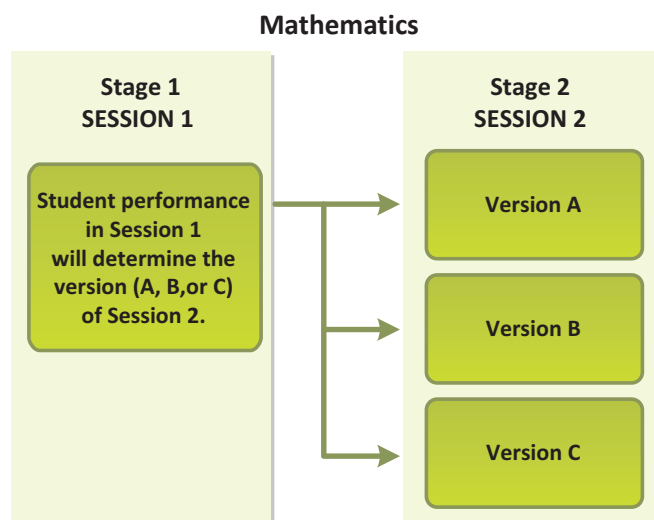 Mathematics
Stage 1
SESSION 1
Student performance
in Session 1
will determine the
version (A, B,or C)
of Session 2.
Stage 2
SESSION 2
Version A
Version B
Version C